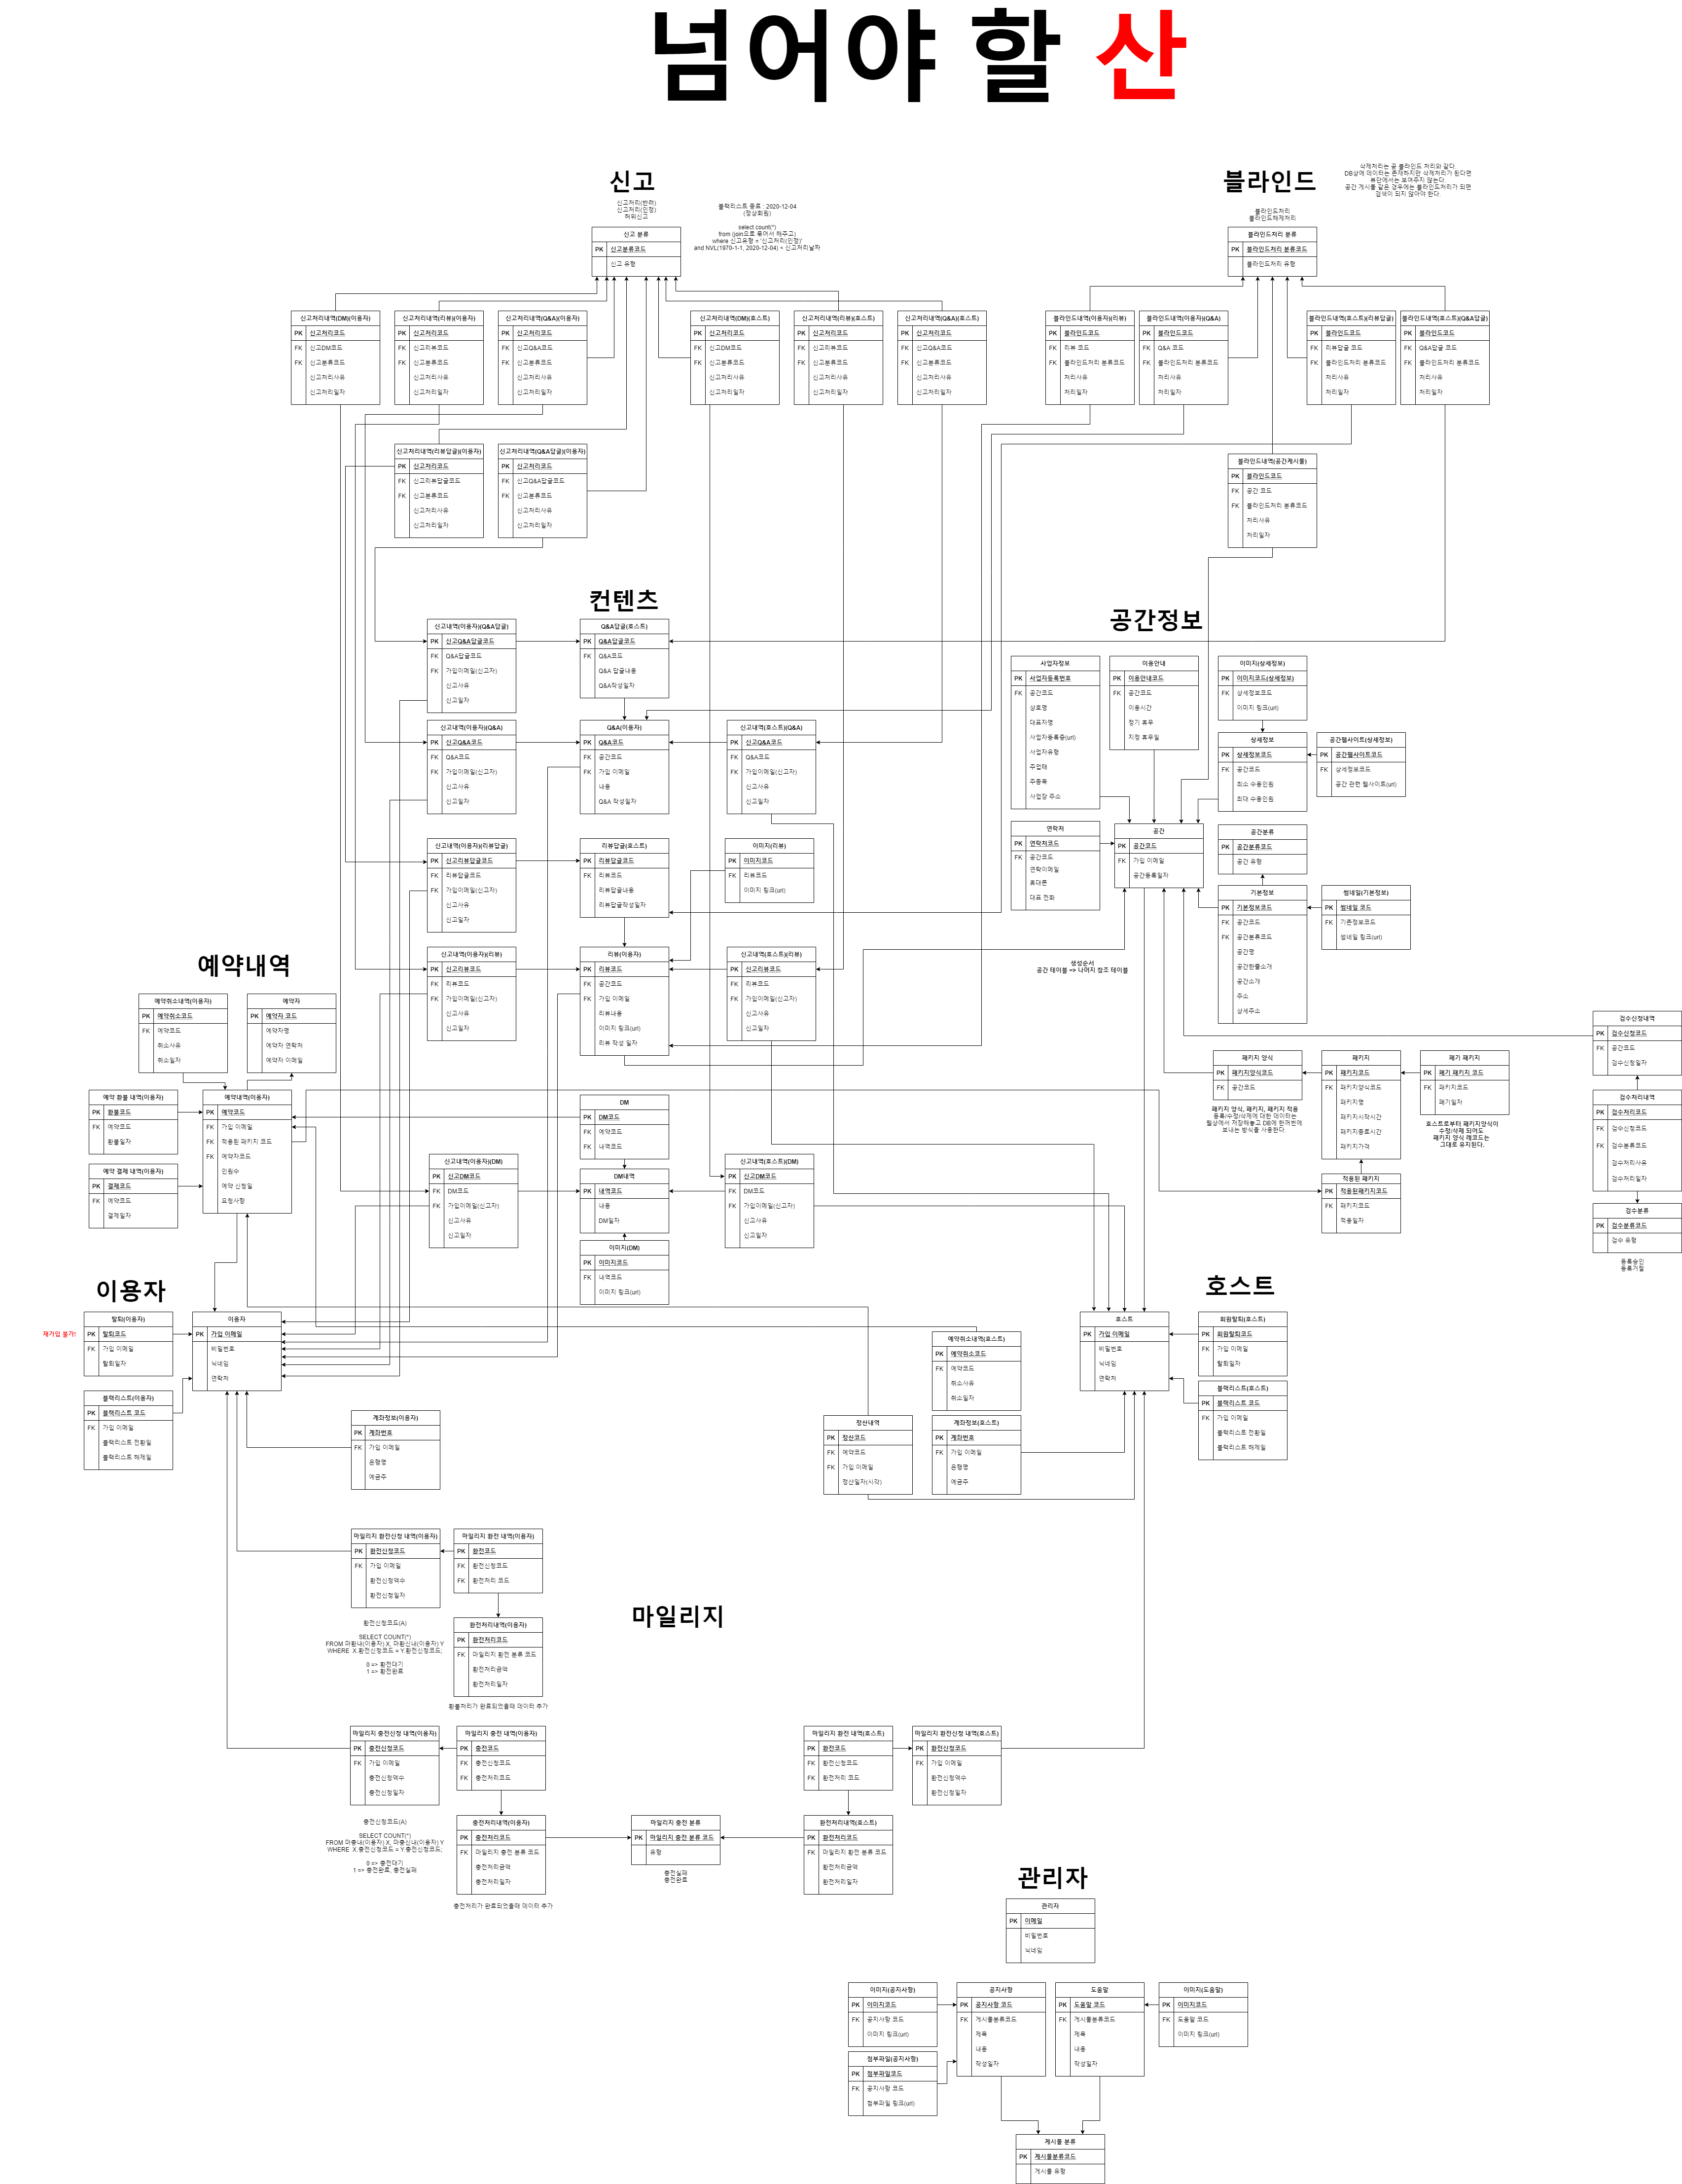 넘어야 할 산
신고
신고처리(반려)
신고처리(인정)
허위신고
블랙리스트 종료 : 2020-12-04
(정상회원)
select count(*)
from (join으로 묶어서 해주고)
where 신고유형 = '신고처리(인정)'
and NVL(1970-1-1, 2020-12-04) < 신고처리날짜
신고 분류
PK 신고분류코드
신고 유형
블라인드
삭제처리는 곧 블라인드 처리와 같다.
DB상에 데이터는 존재하지만 삭제처리가 된다면
뷰단에서는 보여주지 않는다.
공간 게시물 같은 경우에는 블라인드처리가 되면
검색이 되지 않아야 한다.
블라인드처리
블라인드해제처리
블라인드처리 분류
PK 블라인드처리 분류코드
블라인드처리 유형
신고처리내역(DM)(이용자)
PK 신고처리코드
FK 신고DM코드
FK 신고분류코드
신고처리사유
신고처리일자
신고처리내역(리뷰)(이용자)
PK 신고처리코드
FK 신고리뷰코드
FK 신고분류코드
신고처리사유
신고처리일자
신고처리내역(Q&A)(이용자)
PK 신고처리코드
FK 신고Q&A코드
FK 신고분류코드
신고처리사유
신고처리일자
신고처리내역(DM)(호스트)
PK 신고처리코드
FK 신고DM코드
FK 신고분류코드
신고처리사유
신고처리일자
신고처리내역(리뷰)(호스트)
PK 신고처리코드
FK 신고리뷰코드
FK 신고분류코드
신고처리사유
신고처리일자
신고처리내역(Q&A)(호스트)
PK 신고처리코드
FK 신고Q&A코드
FK 신고분류코드
신고처리사유
신고처리일자
블라인드내역(이용자)(리뷰)
PK 블라인드코드
FK 리뷰 코드
FK 블라인드처리 분류코드
처리사유
처리일자
블라인드내역(이용자)(Q&A)
PK 블라인드코드
FK Q&A 코드
FK 블라인드처리 분류코드
처리사유
처리일자
블라인드내역(호스트)(리뷰답글)
PK 블라인드코드
FK 리뷰답글 코드
FK 블라인드처리 분류코드
처리사유
처리일자
블라인드내역(호스트)(Q&A답글)
PK 블라인드코드
FK Q&A답글 코드
FK 블라인드처리 분류코드
처리사유
처리일자
신고처리내역(리뷰답글)(이용자)
PK 신고처리코드
FK 신고리뷰답글코드
FK 신고분류코드
신고처리사유
신고처리일자
신고처리내역(Q&A답글)(이용자)
PK 신고처리코드
FK 신고Q&A답글코드
FK 신고분류코드
신고처리사유
신고처리일자
블라인드내역(공간게시물)
PK 블라인드코드
FK 공간 코드
FK 블라인드처리 분류코드
처리사유
처리일자
컨텐츠
신고내역(이용자)(Q&A답글)
PK 신고Q&A답글코드
FK Q&A답글코드
FK 가입이메일(신고자)
신고사유
신고일자
Q&A답글(호스트)
PK Q&A답글코드
FK Q&A코드
Q&A 답글내용
Q&A작성일자
신고내역(이용자)(Q&A)
PK 신고Q&A코드
FK Q&A코드
FK 가입이메일(신고자)
신고사유
신고일자
Q&A(이용자)
PK Q&A코드
FK 공간코드
FK 가입 이메일
내용
Q&A 작성일자
신고내역(호스트)(Q&A)
PK 신고Q&A코드
FK Q&A코드
FK 가입이메일(신고자)
신고사유
신고일자
신고내역(이용자)(리뷰답글)
PK 신고리뷰답글코드
FK 리뷰답글코드
FK 가입이메일(신고자)
신고사유
신고일자
리뷰답글(호스트)
PK 리뷰답글코드
FK 리뷰코드
리뷰답글내용
리뷰답글작성일자
이미지(리뷰)
PK 이미지코드
FK 리뷰코드
이미지 링크(url)
신고내역(이용자)(리뷰)
PK 신고리뷰코드
FK 리뷰코드
FK 가입이메일(신고자)
신고사유
신고일자
리뷰(이용자)
PK 리뷰코드
FK 공간코드
FK 가입 이메일
리뷰내용
이미지 링크(url)
리뷰 작성 일자
신고내역(호스트)(리뷰)
PK 신고리뷰코드
FK 리뷰코드
FK 가입이메일(신고자)
신고사유
신고일자
공간정보
사업자정보
PK 사업자등록번호
FK 공간코드
상호명
대표자명
사업자등록증(url)
사업자유형
주업태
주종목
사업장 주소
이용안내
PK 이용안내코드
FK 공간코드
이용시간
정기 휴무
지정 휴무일
이미지(상세정보)
PK 이미지코드(상세정보)
FK 상세정보코드
이미지 링크(url)
상세정보
PK 상세정보코드
FK 공간코드
최소 수용인원
최대 수용인원
공간웹사이트(상세정보)
PK 공간웹사이트코드
FK 상세정보코드
공간 관련 웹사이트(url)
연락처
PK 연락처코드
FK 공간코드
연락이메일
휴대폰
대표 전화
공간
PK 공간코드
FK 가입 이메일
공간등록일자
공간분류
PK 공간분류코드
공간 유형
기본정보
PK 기본정보코드
FK 공간코드
FK 공간분류코드
공간명
공간한줄소개
공간소개
주소
상세주소
썸네일(기본정보)
PK 썸네일 코드
FK 기존정보코드
썸네일 링크(url)
생성순서
공간 테이블 => 나머지 참조 테이블
예약내역
예약취소내역(이용자)
PK 예약취소코드
FK 예약코드
취소사유
취소일자
예약자
PK 예약자 코드
예약자명
예약자 연락처
예약자 이메일
예약 환불 내역(이용자)
PK 환불코드
FK 예약코드
환불일자
예약내역(이용자)
PK 예약코드
FK 가입 이메일
FK 적용된 패키지 코드
FK 예약자코드
인원수
예약 신청일
요청사항
예약 결제 내역(이용자)
PK 결제코드
FK 예약코드
결제일자
DM
PK DM코드
FK 예약코드
FK 내역코드
신고내역(이용자)(DM)
PK 신고DM코드
FK DM코드
FK 가입이메일(신고자)
신고사유
신고일자
DM내역
PK 내역코드
내용
DM일자
신고내역(호스트)(DM)
PK 신고DM코드
FK DM코드
FK 가입이메일(신고자)
신고사유
신고일자
이미지(DM)
PK 이미지코드
FK 내역코드
이미지 링크(url)
패키지 양식
PK 패키지양식코드
FK 공간코드
패키지 양식, 패키지, 패키지 적용
등록/수정/삭제에 대한 데이터는
웹상에서 저장해놓고 DB에 한꺼번에
보내는 방식을 사용한다.
패키지
PK 패키지코드
FK 패키지양식코드
패키지명
패키지시작시간
패키지종료시간
패키지가격
폐기 패키지
PK 폐기 패키지 코드
FK 패키지코드
폐기일자
호스트로부터 패키지양식이
수정/삭제 되어도
패키지 양식 레코드는
그대로 유지된다.
적용된 패키지
PK 적용된패키지코드
FK 패키지코드
적용일자
검수신청내역
PK 검수신청코드
FK 공간코드
검수신청일자
검수처리내역
PK 검수처리코드
FK 검수신청코드
FK 검수분류코드
검수처리사유
검수처리일자
검수분류
PK 검수분류코드
검수 유형
등록승인
등록거절
이용자
재가입 불가!
탈퇴(이용자)
PK 탈퇴코드
FK 가입 이메일
탈퇴일자
이용자
PK 가입 이메일
비밀번호
닉네임
연락처
블랙리스트(이용자)
PK 블랙리스트 코드
FK 가입 이메일
블랙리스트 전환일
블랙리스트 해제일
계좌정보(이용자)
PK 계좌번호
FK 가입 이메일
은행명
예금주
호스트
예약취소내역(호스트)
PK 예약취소코드
FK 예약코드
취소사유
취소일자
호스트
PK 가입 이메일
비밀번호
닉네임
연락처
회원탈퇴(호스트)
PK 회원탈퇴코드
FK 가입 이메일
탈퇴일자
블랙리스트(호스트)
PK 블랙리스트 코드
FK 가입 이메일
블랙리스트 전환일
블랙리스트 해제일
정산내역
PK 정산코드
FK 예약코드
FK 가입 이메일
정산일자(시각)
계좌정보(호스트)
PK 계좌번호
FK 가입 이메일
은행명
예금주
마일리지
마일리지 환전신청 내역(이용자)
PK 환전신청코드
FK 가입 이메일
환전신청액수
환전신청일자
마일리지 환전 내역(이용자)
PK 환전코드
FK 환전신청코드
FK 환전처리 코드
환전신청코드(A)
SELECT COUNT(*)
FROM 마환내(이용자) X, 마환신내(이용자) Y
WHERE X.환전신청코드 = Y.환전신청코드;
0 => 환전대기
1 => 환전완료
환전처리내역(이용자)
PK 환전처리코드
FK 마일리지 환전 분류 코드
환전처리금액
환전처리일자
환불처리가 완료되었을때 데이터 추가
마일리지 충전신청 내역(이용자)
PK 충전신청코드
FK 가입 이메일
충전신청액수
충전신청일자
마일리지 충전 내역(이용자)
PK 충전코드
FK 충전신청코드
FK 충전처리코드
마일리지 환전 내역(호스트)
PK 환전코드
FK 환전신청코드
FK 환전처리 코드
마일리지 환전신청 내역(호스트)
PK 환전신청코드
FK 가입 이메일
환전신청액수
환전신청일자
충전신청코드(A)
SELECT COUNT(*)
FROM 마충내(이용자) X, 마충신내(이용자) Y
WHERE X.충전신청코드 = Y.충전신청코드;
0 => 충전대기
1 => 충전완료, 충전실패
충전처리내역(이용자)
PK 충전처리코드
FK 마일리지 충전 분류 코드
충전처리금액
충전처리일자
충전처리가 완료되었을때 데이터 추가
마일리지 충전 분류
PK 마일리지 충전 분류 코드
유형
충전실패
충전완료
환전처리내역(호스트)
PK 환전처리코드
FK 마일리지 환전 분류 코드
환전처리금액
환전처리일자
관리자
관리자
PK 이메일
비밀번호
닉네임
이미지(공지사항)
PK 이미지코드
FK 공지사항 코드
이미지 링크(url)
공지사항
PK 공지사항 코드
FK 게시물분류코드
제목
내용
작성일자
도움말
PK 도움말 코드
FK 게시물분류코드
제목
내용
작성일자
이미지(도움말)
PK 이미지코드
FK 도움말 코드
이미지 링크(url)
첨부파일(공지사항)
PK 첨부파일코드
FK 공지사항 코드
첨부파일 링크(url)
게시물 분류
PK 게시물분류코드
게시물 유형